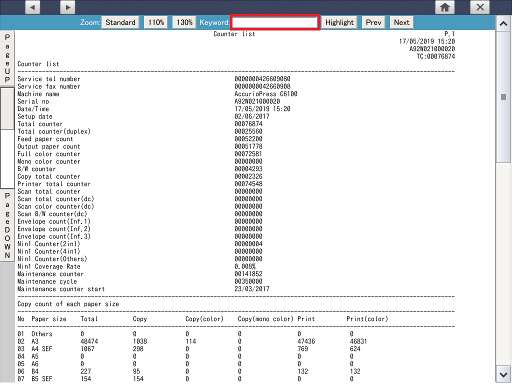 Zoom: Standard 110% 130% Keyword: Highlight Prev Next
Counter list P.1
17/05/2019 15:20
A92W021000020
TC:00076874
Counter list
Service tel number 0000000426609080
Service fax number 0000000426609088
Machine name AccurioPress C6100
Serial no A92W021000020
Date/Time 17/05/2019 15:20
Setup date 02/06/2017
Total counter 00076874
Total counter(duplex) 00025560
Feed paper count 00052200
Output paper count 00051778
Full color counter 00072581
Mono color counter 00000000
B/W counter 00004293
Copy total counter 00002326
Printer total counter 00074548
Scan total counter 00000000
Scan total counter(dc) 00000000
Scan color counter(dc) 00000000
Scan B/W counter(dc) 00000000
Envelope count(Inf.1) 00000000
Envelope count(Inf.2) 00000000
Envelope count(Inf.3) 00000000
Nin1 Counter(2in1) 00000004
Nin1 Counter(4in1) 00000000
Nin1 Counter(Others) 00000000
Nin1 Coverage Rate 0.005%
Maintenance counter 00141852
Maintenance cycle 00350000
Maintenance counter start 23/03/2017
Copy count of each paper size
No Paper size Total Copy Copy(color) Copy(mono color) Print Print(color)
01 Others 0 0 0 0 0 0
02 A3 48474 1038 114 0 47436 46831
03 A4 SEF 1067 298 0 0 769 624
04 A5 0 0 0 0 0 0
05 A6 0 0 0 0 0 0
06 B4 227 95 0 0 132 132
07 B5 SEF 154 154 0 0 0 0
Page UP
Page DOWN